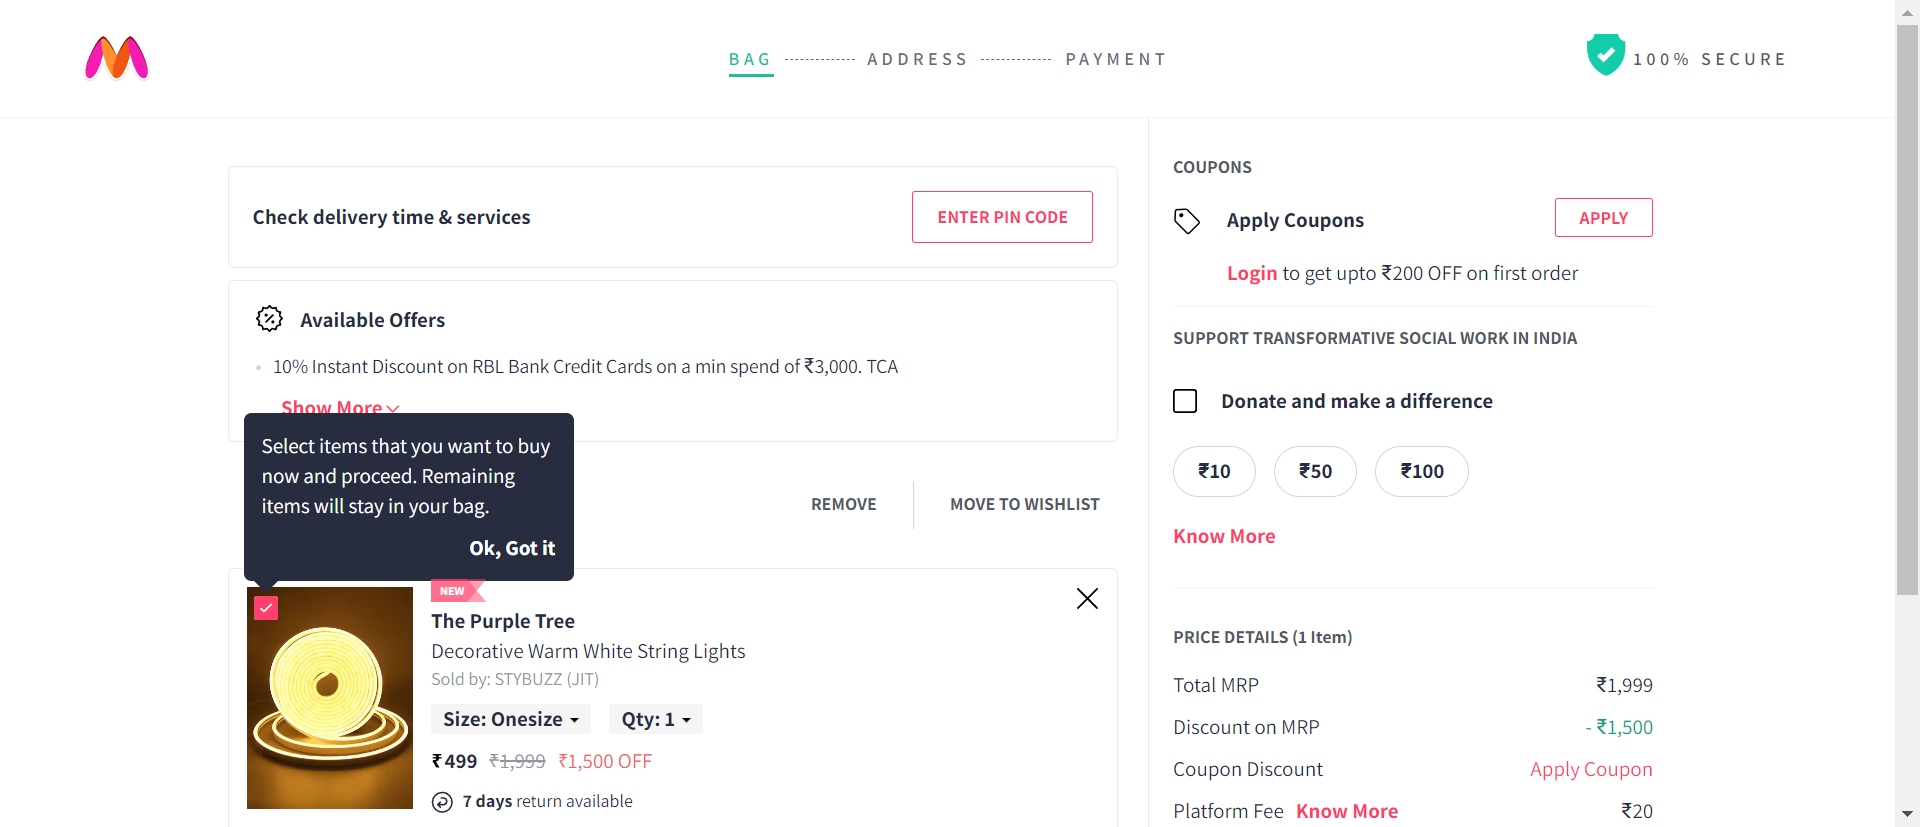 BAG ADDRESS PAYMENT
100% SECURE
Check delivery time & services
ENTER PIN CODE
Available Offers
10% Instant Discount on RBL Bank Credit Cards on a min spend of ₹3,000. TCA
Show More
Select items that you want to buy
now and proceed. Remaining
items will stay in your bag.
Ok, Got it
REMOVE
MOVE TO WISHLIST
NEW
The Purple Tree
Decorative Warm White String Lights
Sold by: STYBUZZ (JIT)
Size: Onesize Qty: 1
₹499 ₹1,999 ₹1,500 OFF
7 days return available
COUPONS
Apply Coupons
APPLY
Login to get upto ₹200 OFF on first order
SUPPORT TRANSFORMATIVE SOCIAL WORK IN INDIA
Donate and make a difference
₹10 ₹50 ₹100
Know More
PRICE DETAILS (1 Item)
Total MRP ₹1,999
Discount on MRP - ₹1,500
Coupon Discount Apply Coupon
Platform Fee Know More ₹20